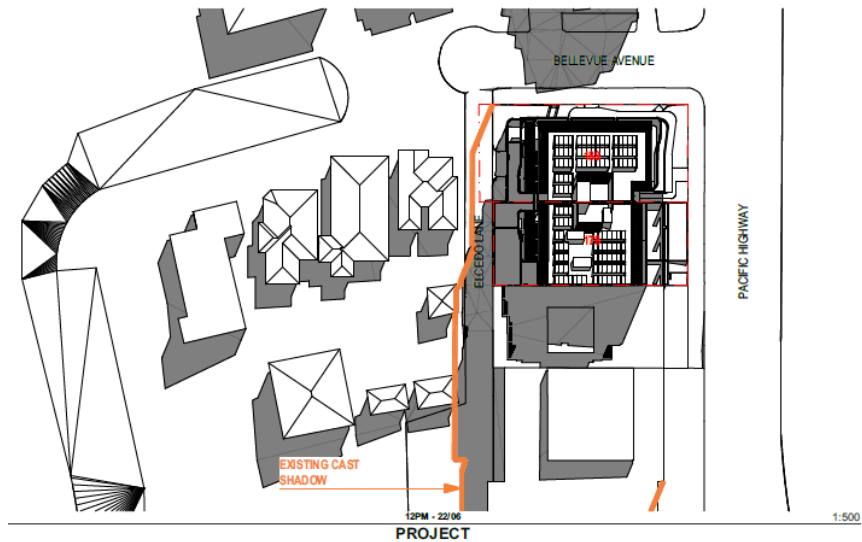 BELLEVUE AVENUE
ELCEDO LANE
PACIFIC HIGHWAY
EXISTING CAST
SHADOW
12PM - 22/06
1:500
PROJECT